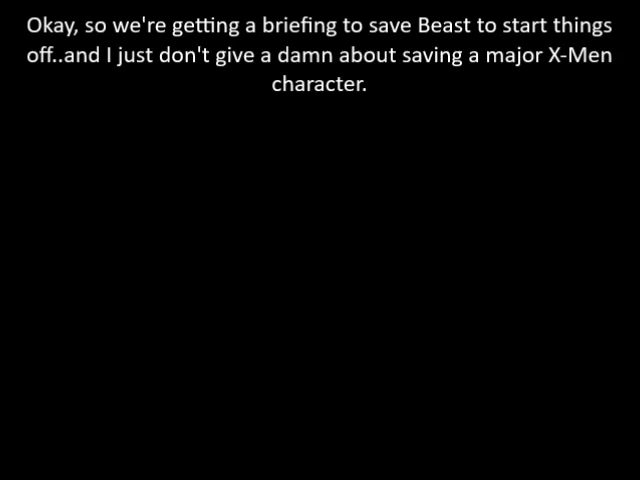 Okay, so we're getting a briefing to save Beast to start things
off..and I just don't give a damn about saving a major X-Men
character.